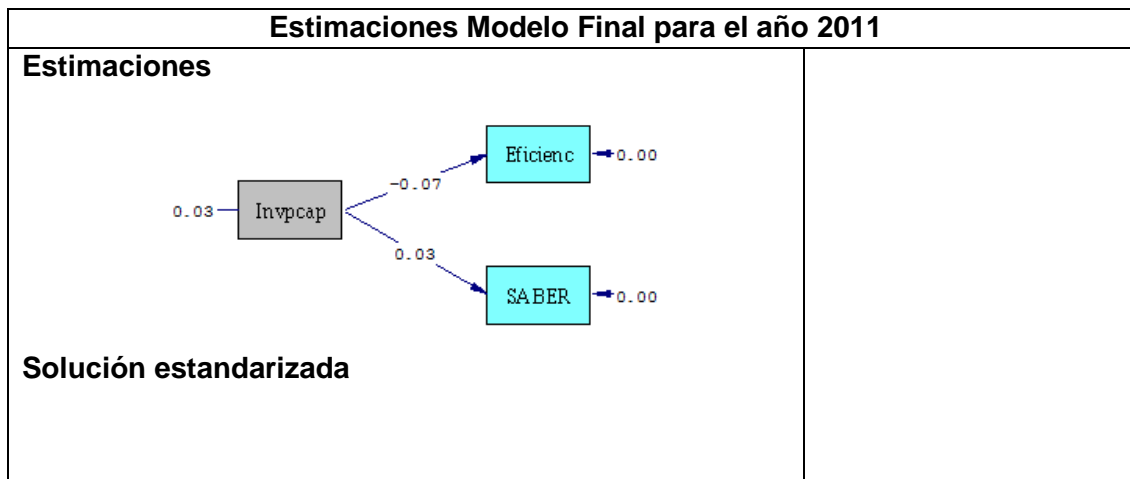 Estimaciones Modelo Final para el año 2011
Estimaciones
Eficienc
0.00
-0.07
0.03
Invpcap
0.03
SABER
0.00
Solución estandarizada